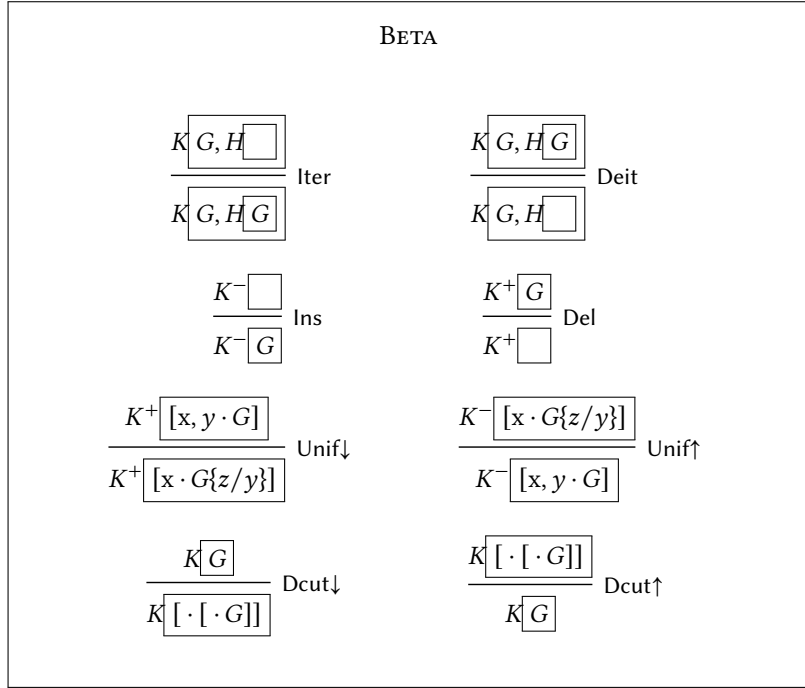 BETA
K G, H     K G, H G
Iter     Deit
K G, H G     K G, H
K⁻     K⁺ G
Ins     Del
K⁻ G     K⁺
K⁺ [x, y · G]     K⁻ [x · G{z/y}]
Unif↓     Unif↑
K⁺ [x · G{z/y}]     K⁻ [x, y · G]
K G     K [ · [ · G]]
Dcut↓     Dcut↑
K [ · [ · G]]     K G